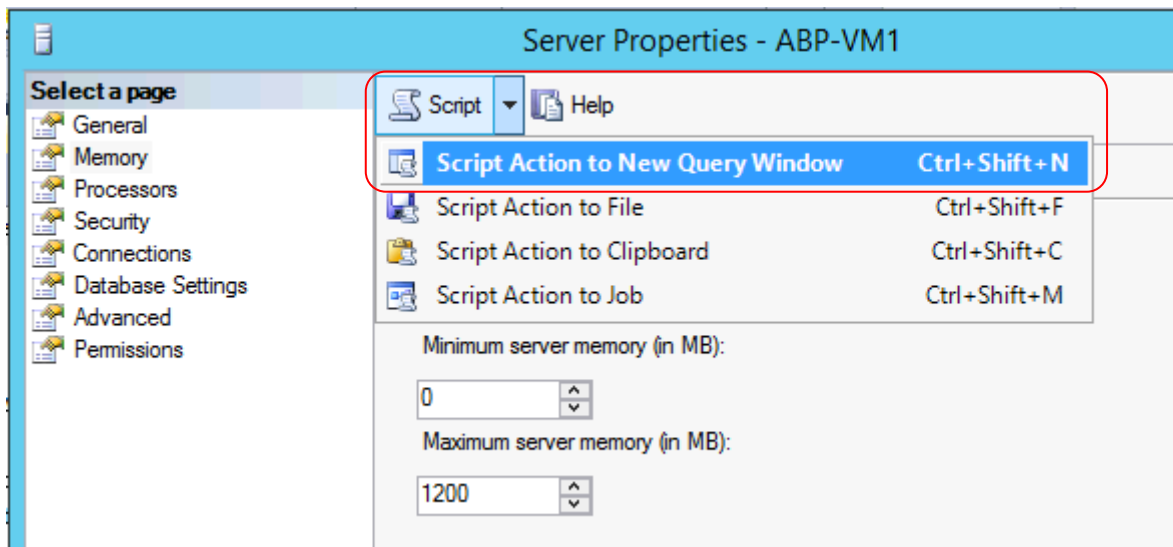 Server Properties - ABP-VM1
Select a page
General
Memory
Processors
Security
Connections
Database Settings
Advanced
Permissions
Script Help
Script Action to New Query Window Ctrl+Shift+N
Script Action to File Ctrl+Shift+F
Script Action to Clipboard Ctrl+Shift+C
Script Action to Job Ctrl+Shift+M
Minimum server memory (in MB):
0
Maximum server memory (in MB):
1200